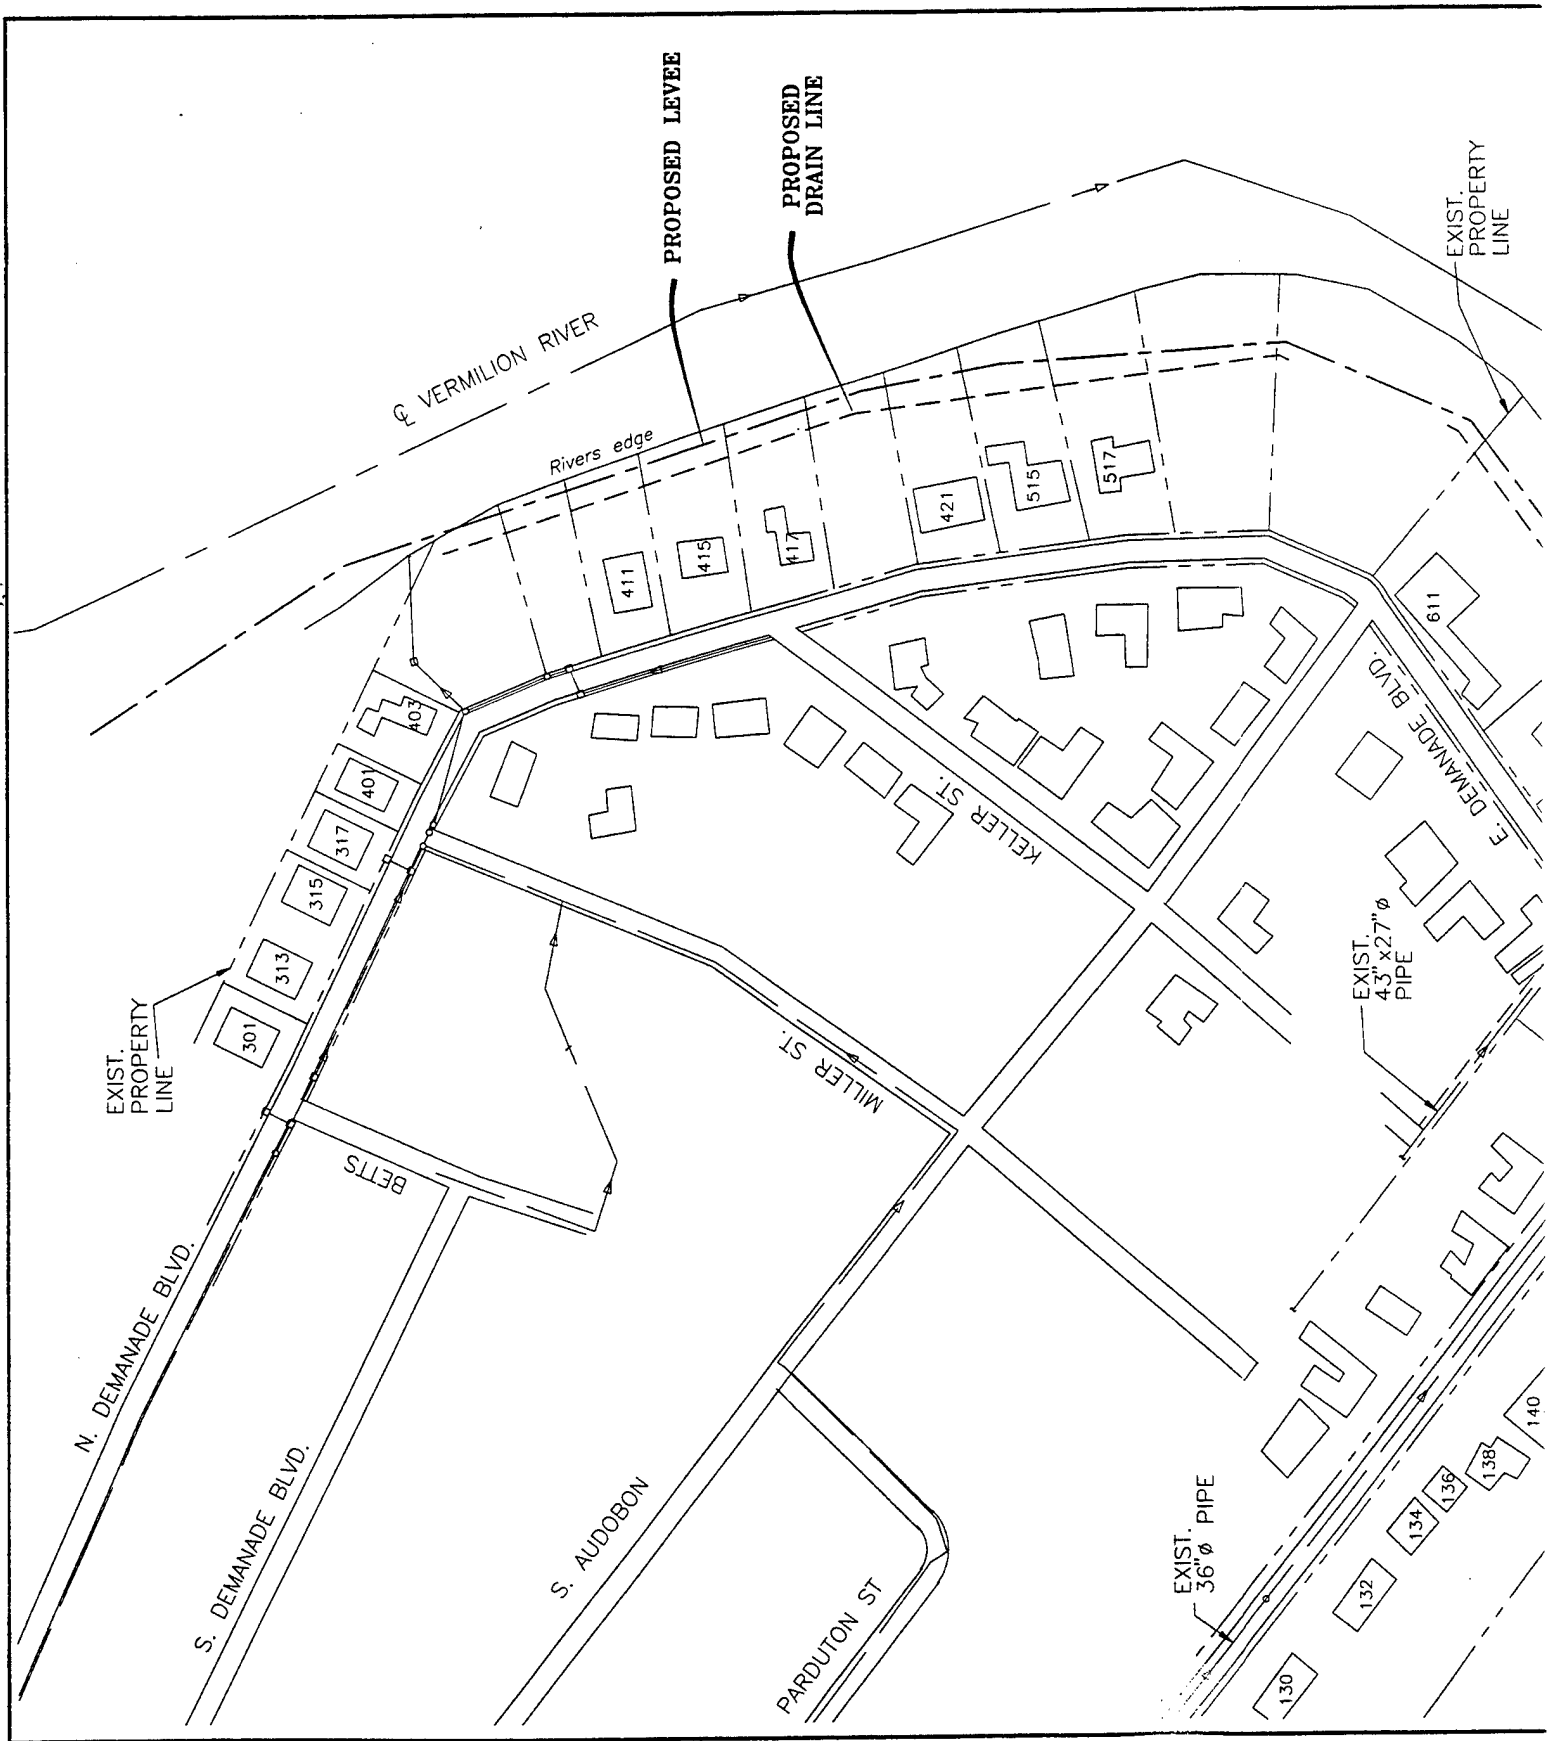 PROPOSED LEVEE
PROPOSED
DRAIN LINE
℄ VERMILION RIVER
Rivers edge
EXIST.
PROPERTY
LINE
411
415
417
421
515
517
611
403
401
317
315
313
301
EXIST.
PROPERTY
LINE
N. DEMANADE BLVD.
S. DEMANADE BLVD.
BETTS
MILLER ST.
KELLER ST.
E. DEMANADE BLVD.
S. AUDOBON
PARDUTON ST
EXIST.
43"x27"ø
PIPE
EXIST.
36"ø PIPE
130
132
134
136
138
140